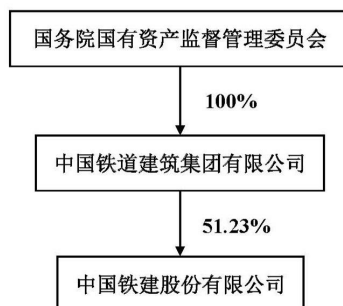 国务院国有资产监督管理委员会
100%
中国铁道建筑集团有限公司
51.23%
中国铁建股份有限公司